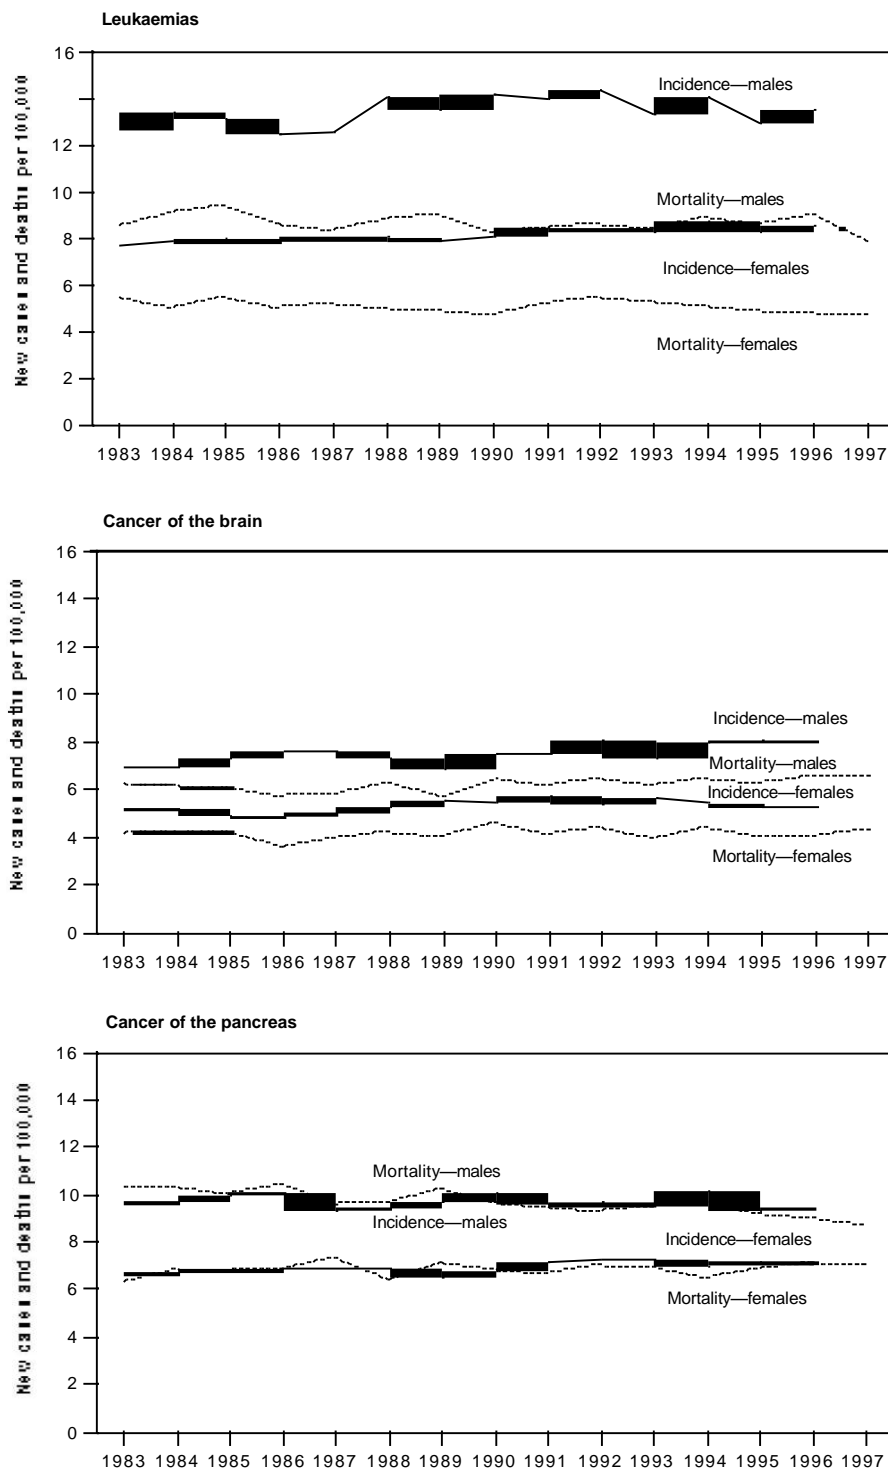 Leukaemias
New cases and deaths per 100,000
16
12
10
8
6
4
2
0
Incidence—males
Mortality—males
Incidence—females
Mortality—females
1983 1984 1985 1986 1987 1988 1989 1990 1991 1992 1993 1994 1995 1996 1997
Cancer of the brain
New cases and deaths per 100,000
16
14
12
10
8
6
4
2
0
Incidence—males
Mortality—males
Incidence—females
Mortality—females
1983 1984 1985 1986 1987 1988 1989 1990 1991 1992 1993 1994 1995 1996 1997
Cancer of the pancreas
New cases and deaths per 100,000
16
14
12
10
8
6
4
2
0
Mortality—males
Incidence—males
Incidence—females
Mortality—females
1983 1984 1985 1986 1987 1988 1989 1990 1991 1992 1993 1994 1995 1996 1997